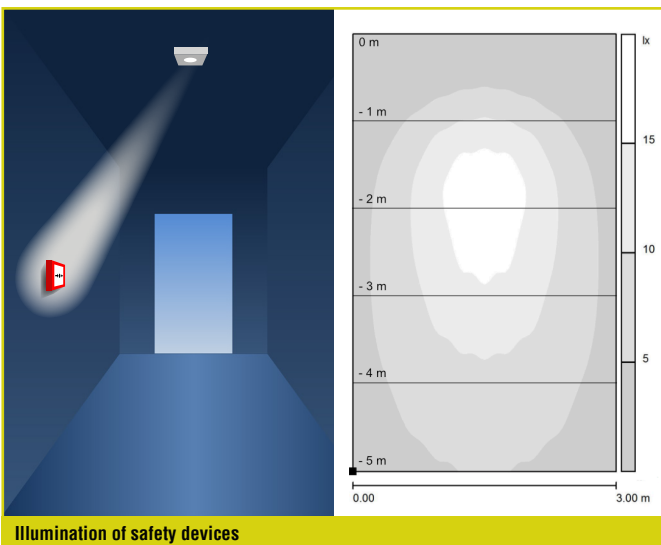 0 m
lx
- 1 m
15
- 2 m
10
- 3 m
5
- 4 m
- 5 m
0.00
3.00 m
Illumination of safety devices